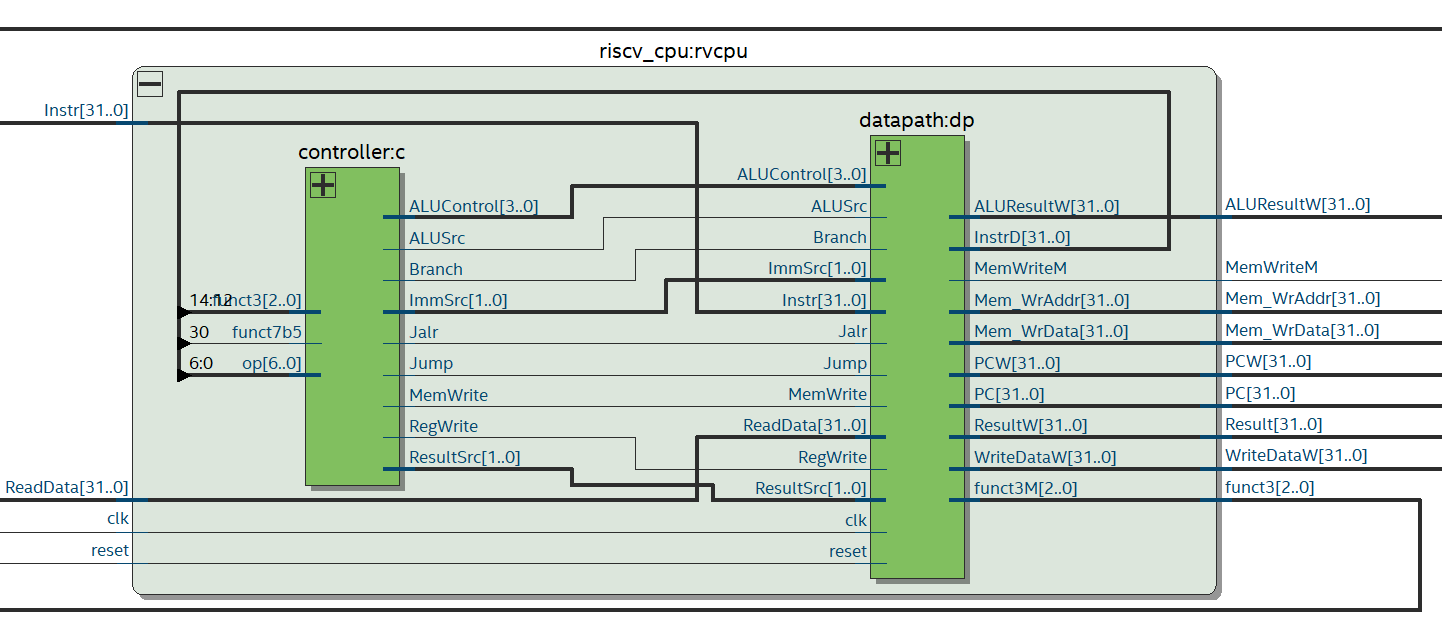 riscv_cpu:rvcpu
Instr[31..0]
ReadData[31..0]
clk
reset
controller:c
14:12
funct3[2..0]
30
funct7b5
6:0
op[6..0]
ALUControl[3..0]
ALUSrc
Branch
ImmSrc[1..0]
Jalr
Jump
MemWrite
RegWrite
ResultSrc[1..0]
datapath:dp
ALUControl[3..0]
ALUSrc
Branch
ImmSrc[1..0]
Instr[31..0]
Jalr
Jump
MemWrite
ReadData[31..0]
RegWrite
ResultSrc[1..0]
clk
reset
ALUResultW[31..0]
InstrD[31..0]
MemWriteM
Mem_WrAddr[31..0]
Mem_WrData[31..0]
PCW[31..0]
PC[31..0]
ResultW[31..0]
WriteDataW[31..0]
funct3M[2..0]
ALUResultW[31..0]
MemWriteM
Mem_WrAddr[31..0]
Mem_WrData[31..0]
PCW[31..0]
PC[31..0]
Result[31..0]
WriteDataW[31..0]
funct3[2..0]